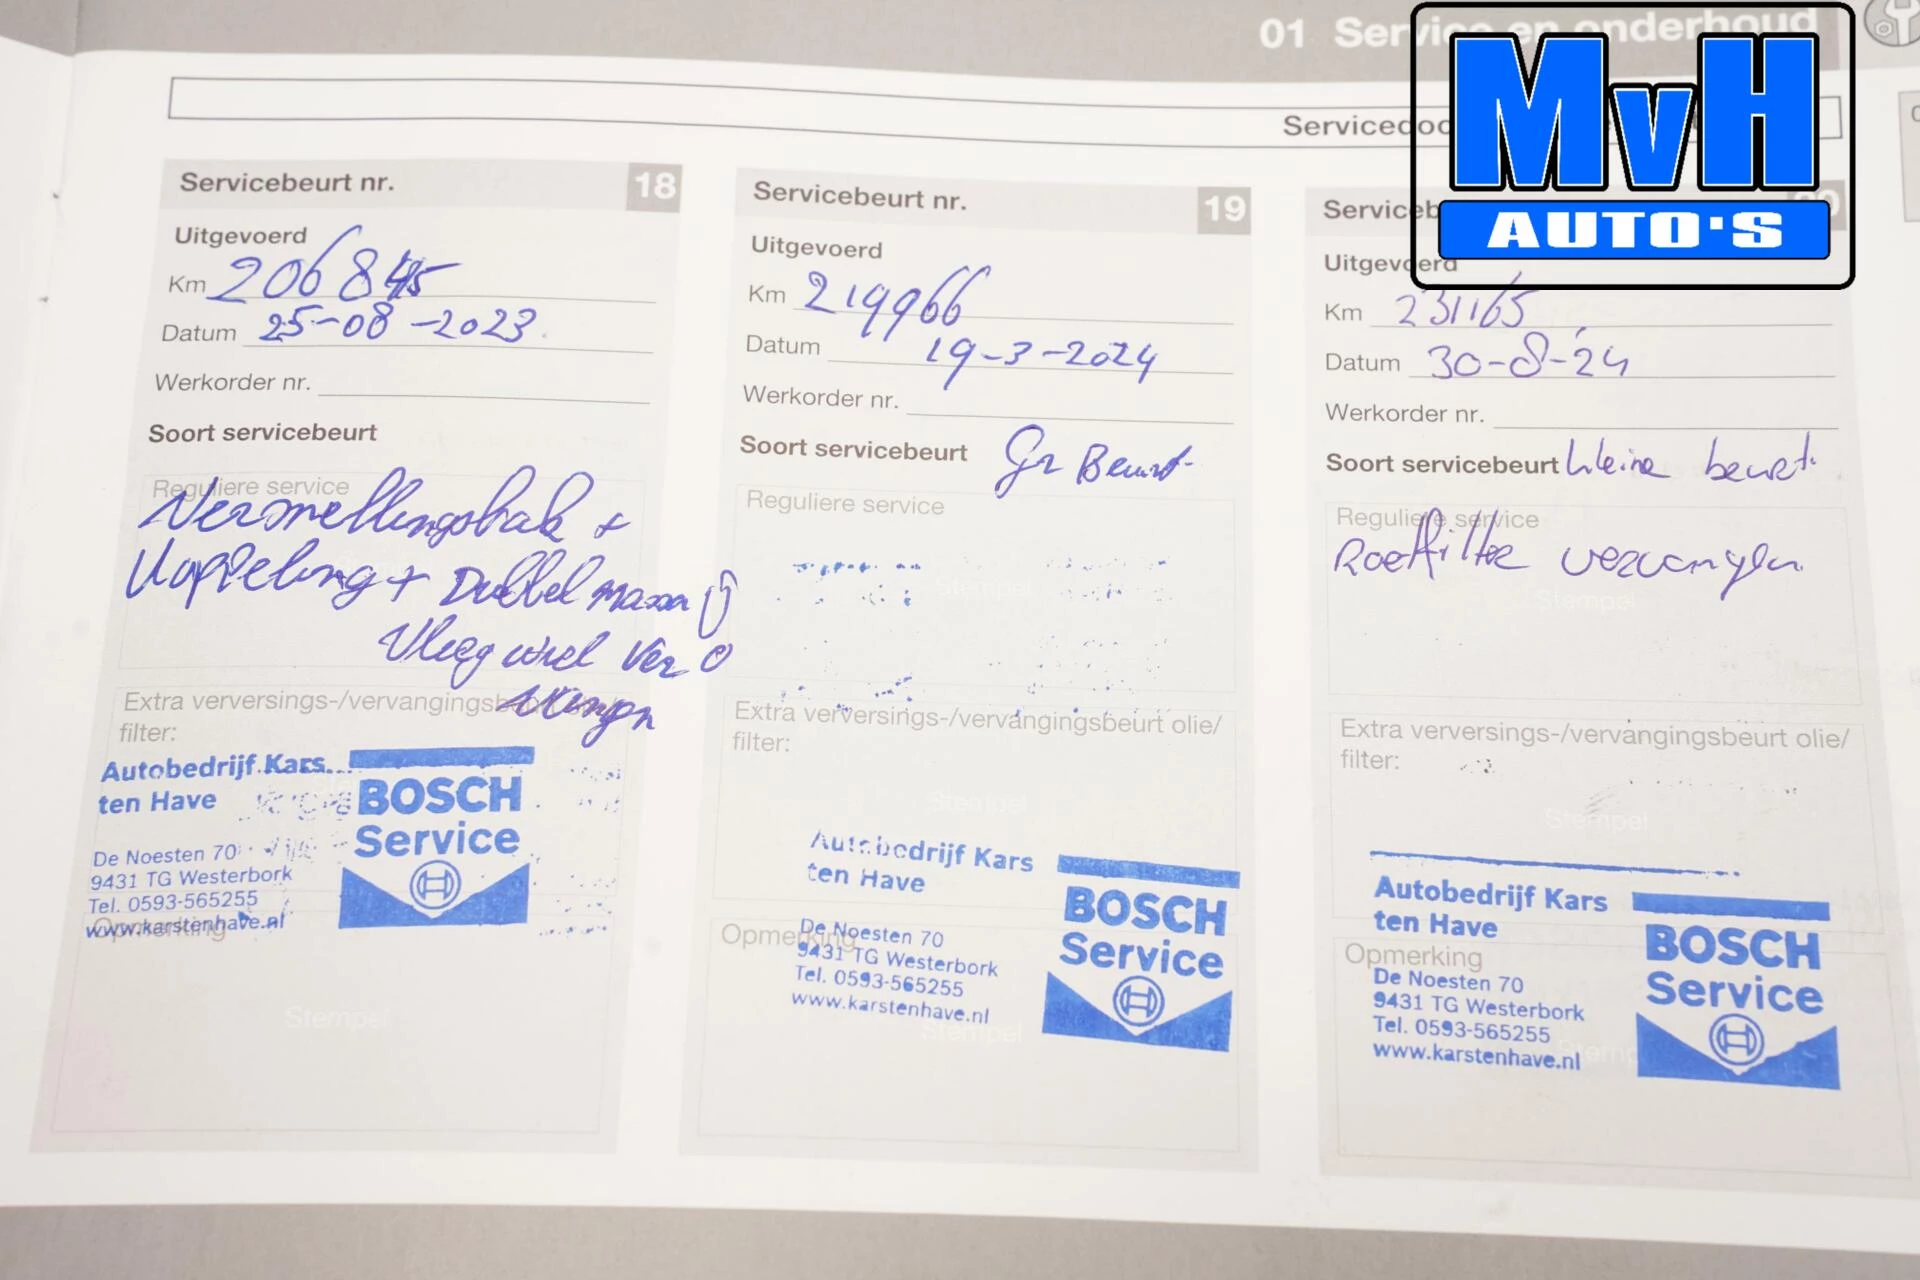 01 Service en onderhoud
MvH
AUTO'S
Servicedoc
Servicebeurt nr. 18
Uitgevoerd
Km 206845
Datum 25-08-2023
Werkorder nr.
Soort servicebeurt
Reguliere service
Versnellingsbak +
Koppeling + Dubbel massa
Vliegwiel ver
vangen
Extra verversings-/vervangingsbeurt olie/
filter:
Autobedrijf Kars
ten Have
BOSCH
Service
De Noesten 70
9431 TG Westerbork
Tel. 0593-565255
www.karstenhave.nl
Opmerking
Stempel
Servicebeurt nr. 19
Uitgevoerd
Km 219966
Datum 19-3-2024
Werkorder nr.
Soort servicebeurt Gr Beurt
Reguliere service
Stempel
Extra verversings-/vervangingsbeurt olie/
filter:
Stempel
Autobedrijf Kars
ten Have
BOSCH
Service
Opmerking
De Noesten 70
9431 TG Westerbork
Tel. 0593-565255
www.karstenhave.nl
Stempel
Serviceb
Uitgevoerd
Km 231165
Datum 30-8-'24
Werkorder nr.
Soort servicebeurt kleine beurt
Reguliere service
Roetfilter vervangen
Stempel
Extra verversings-/vervangingsbeurt olie/
filter:
Stempel
Autobedrijf Kars
ten Have
BOSCH
Service
Opmerking
De Noesten 70
9431 TG Westerbork
Tel. 0593-565255
www.karstenhave.nl
Stemp